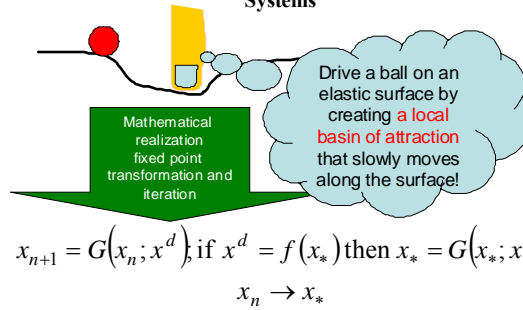 Systems
Drive a ball on an
elastic surface by
creating a local
basin of attraction
that slowly moves
along the surface!
Mathematical
realization
fixed point
transformation and
iteration
x_{n+1} = G(x_n; x^d); if x^d = f(x_*) then x_* = G(x_*; x
x_n → x_*